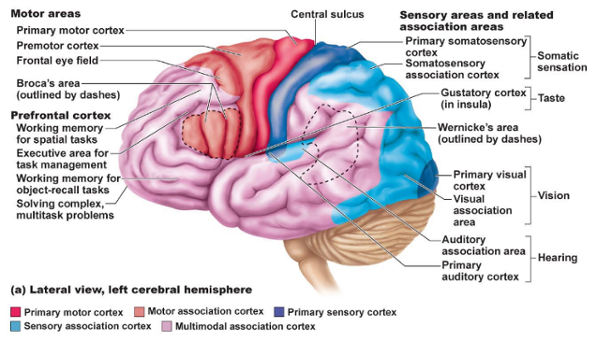 Motor areas
Primary motor cortex
Premotor cortex
Frontal eye field
Broca's area
(outlined by dashes)
Prefrontal cortex
Working memory
for spatial tasks
Executive area for
task management
Working memory for
object-recall tasks
Solving complex,
multitask problems
Central sulcus
Sensory areas and related
association areas
Primary somatosensory
cortex
Somatosensory
association cortex
Somatic
sensation
Gustatory cortex
(in insula)
Taste
Wernicke's area
(outlined by dashes)
Primary visual
cortex
Visual
association
area
Vision
Auditory
association area
Primary
auditory cortex
Hearing
(a) Lateral view, left cerebral hemisphere
Primary motor cortex
Motor association cortex
Primary sensory cortex
Sensory association cortex
Multimodal association cortex